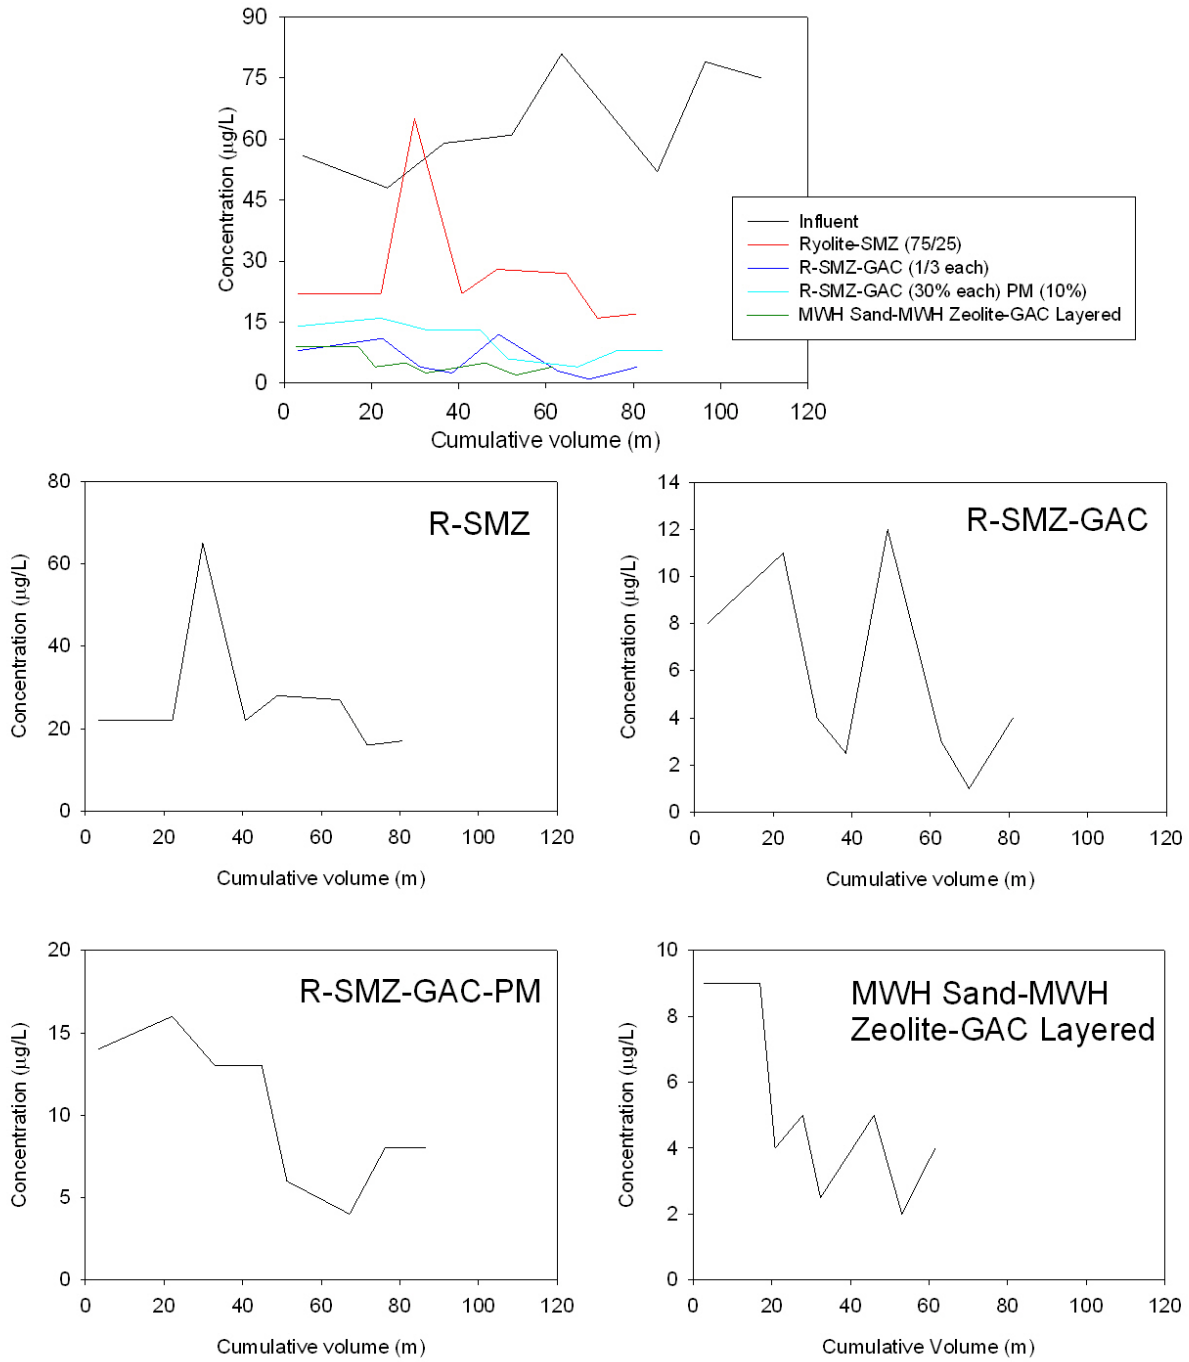 90
75
60
45
30
15
0
Concentration (µg/L)
0 20 40 60 80 100 120
Cumulative volume (m)
Influent
Ryolite-SMZ (75/25)
R-SMZ-GAC (1/3 each)
R-SMZ-GAC (30% each) PM (10%)
MWH Sand-MWH Zeolite-GAC Layered
80
60
40
20
0
Concentration (µg/L)
R-SMZ
0 20 40 60 80 100 120
Cumulative volume (m)
14
12
10
8
6
4
2
0
Concentration (µg/L)
R-SMZ-GAC
0 20 40 60 80 100 120
Cumulative volume (m)
20
15
10
5
0
Concentration (µg/L)
R-SMZ-GAC-PM
0 20 40 60 80 100 120
Cumulative volume (m)
10
8
6
4
2
0
Concentration (µg/L)
MWH Sand-MWH
Zeolite-GAC Layered
0 20 40 60 80 100 120
Cumulative Volume (m)